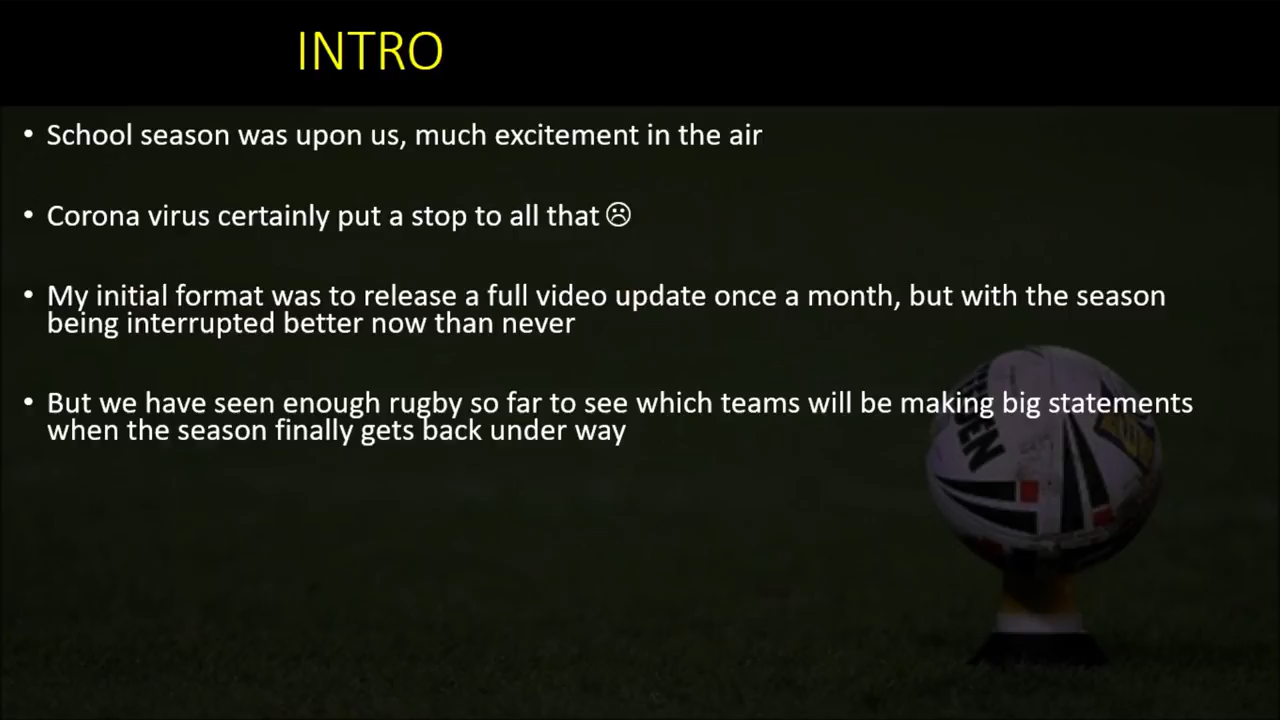 INTRO
• School season was upon us, much excitement in the air
• Corona virus certainly put a stop to all that ☹
• My initial format was to release a full video update once a month, but with the season
being interrupted better now than never
• But we have seen enough rugby so far to see which teams will be making big statements
when the season finally gets back under way